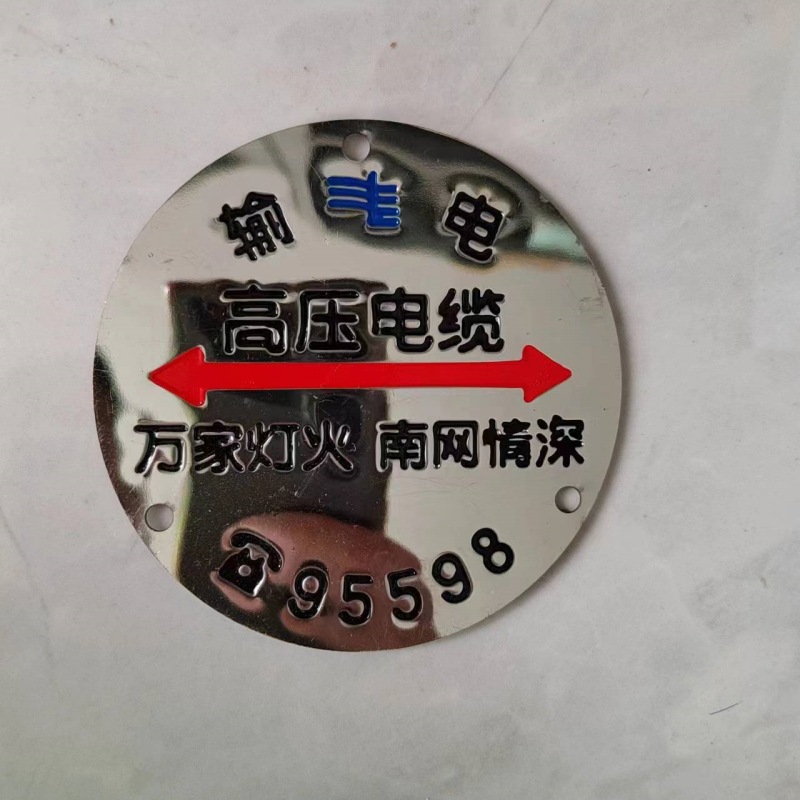 输 电
高压电缆
万家灯火 南网情深
☎95598